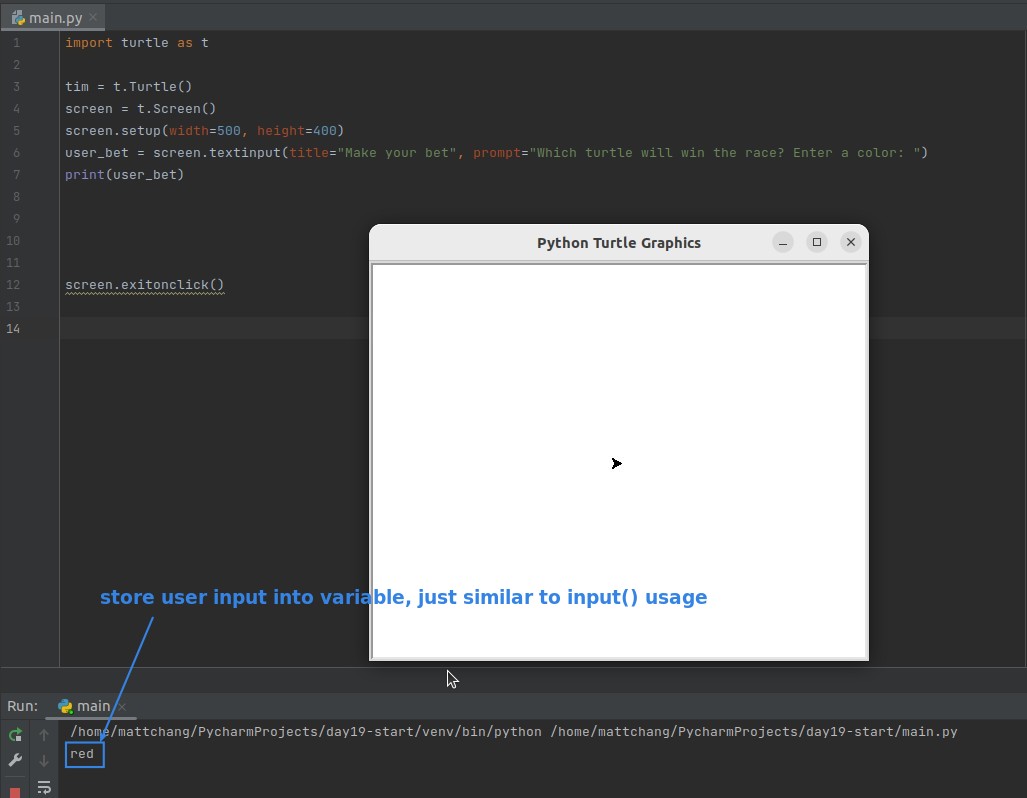 main.py
1 import turtle as t
2
3 tim = t.Turtle()
4 screen = t.Screen()
5 screen.setup(width=500, height=400)
6 user_bet = screen.textinput(title="Make your bet", prompt="Which turtle will win the race? Enter a color: ")
7 print(user_bet)
8
9
10
11
12 screen.exitonclick()
13
14
Python Turtle Graphics
store user input into variable, just similar to input() usage
Run: main
/home/mattchang/PycharmProjects/day19-start/venv/bin/python /home/mattchang/PycharmProjects/day19-start/main.py
red